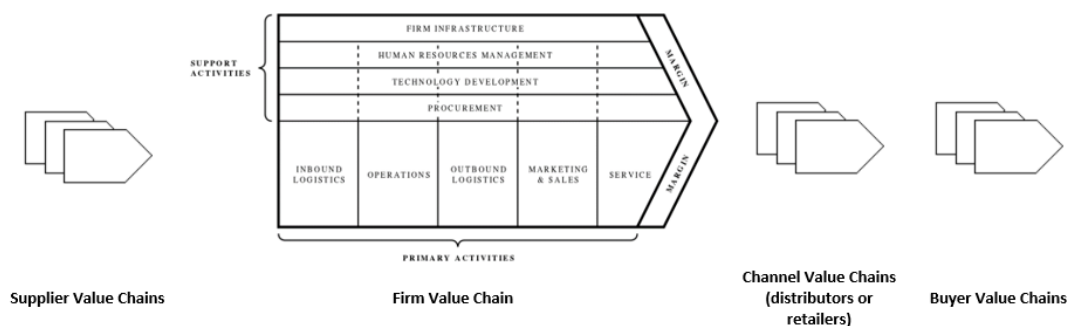 FIRM INFRASTRUCTURE
HUMAN RESOURCES MANAGEMENT
TECHNOLOGY DEVELOPMENT
PROCUREMENT
SUPPORT
ACTIVITIES
MARGIN
INBOUND
LOGISTICS
OPERATIONS
OUTBOUND
LOGISTICS
MARKETING
& SALES
SERVICE
MARGIN
PRIMARY ACTIVITIES
Supplier Value Chains
Firm Value Chain
Channel Value Chains
(distributors or
retailers)
Buyer Value Chains